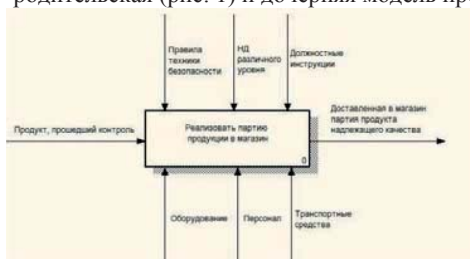 родительская (рис. 1) и дочерняя модель
Правила
техники
безопасности
НД
различного
уровня
Должностные
инструкции
Продукт, прошедший контроль
Реализовать партию
продукции в магазин
0
Доставленная в магазин
партия продукта
надлежащего качества
Оборудование
Персонал
Транспортные
средства